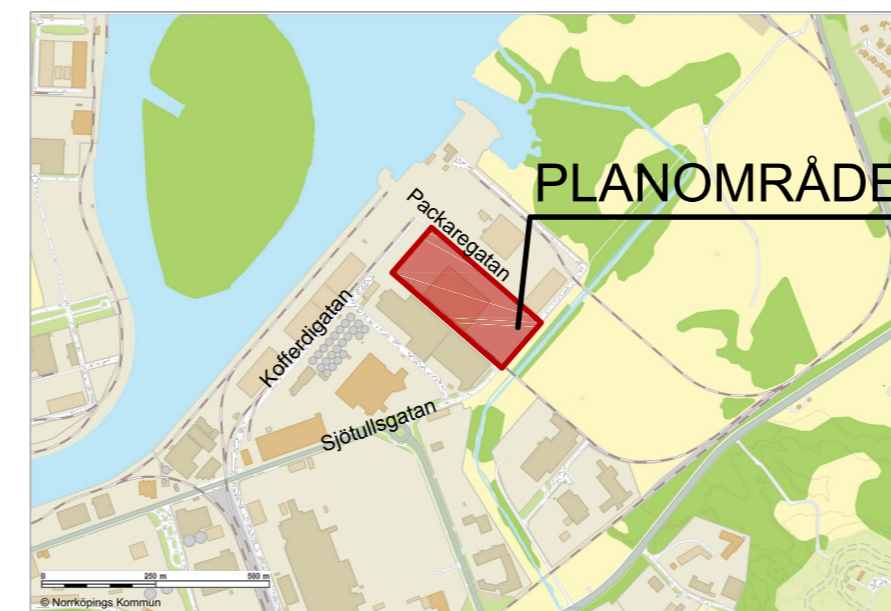 PLANOMRÅDE
Packaregatan
Kofferdigatan
Sjötullsgatan
0 250 m 500 m
© Norrköpings Kommun